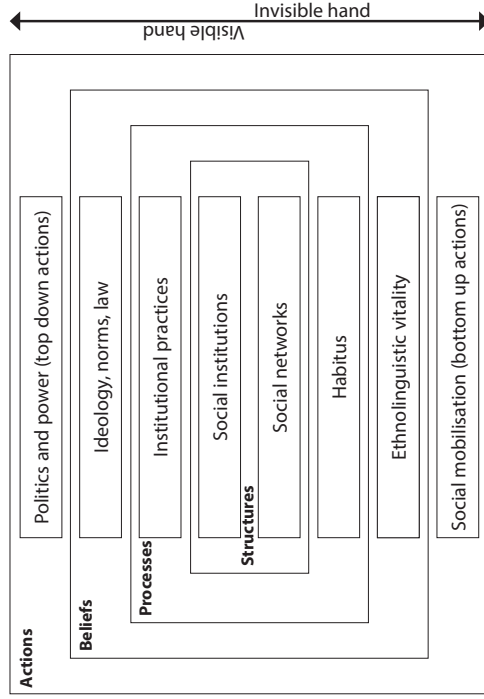 Actions
Politics and power (top down actions)
Beliefs
Ideology, norms, law
Processes
Institutional practices
Social institutions
Structures
Social networks
Habitus
Ethnolinguistic vitality
Social mobilisation (bottom up actions)
Visible hand
Invisible hand